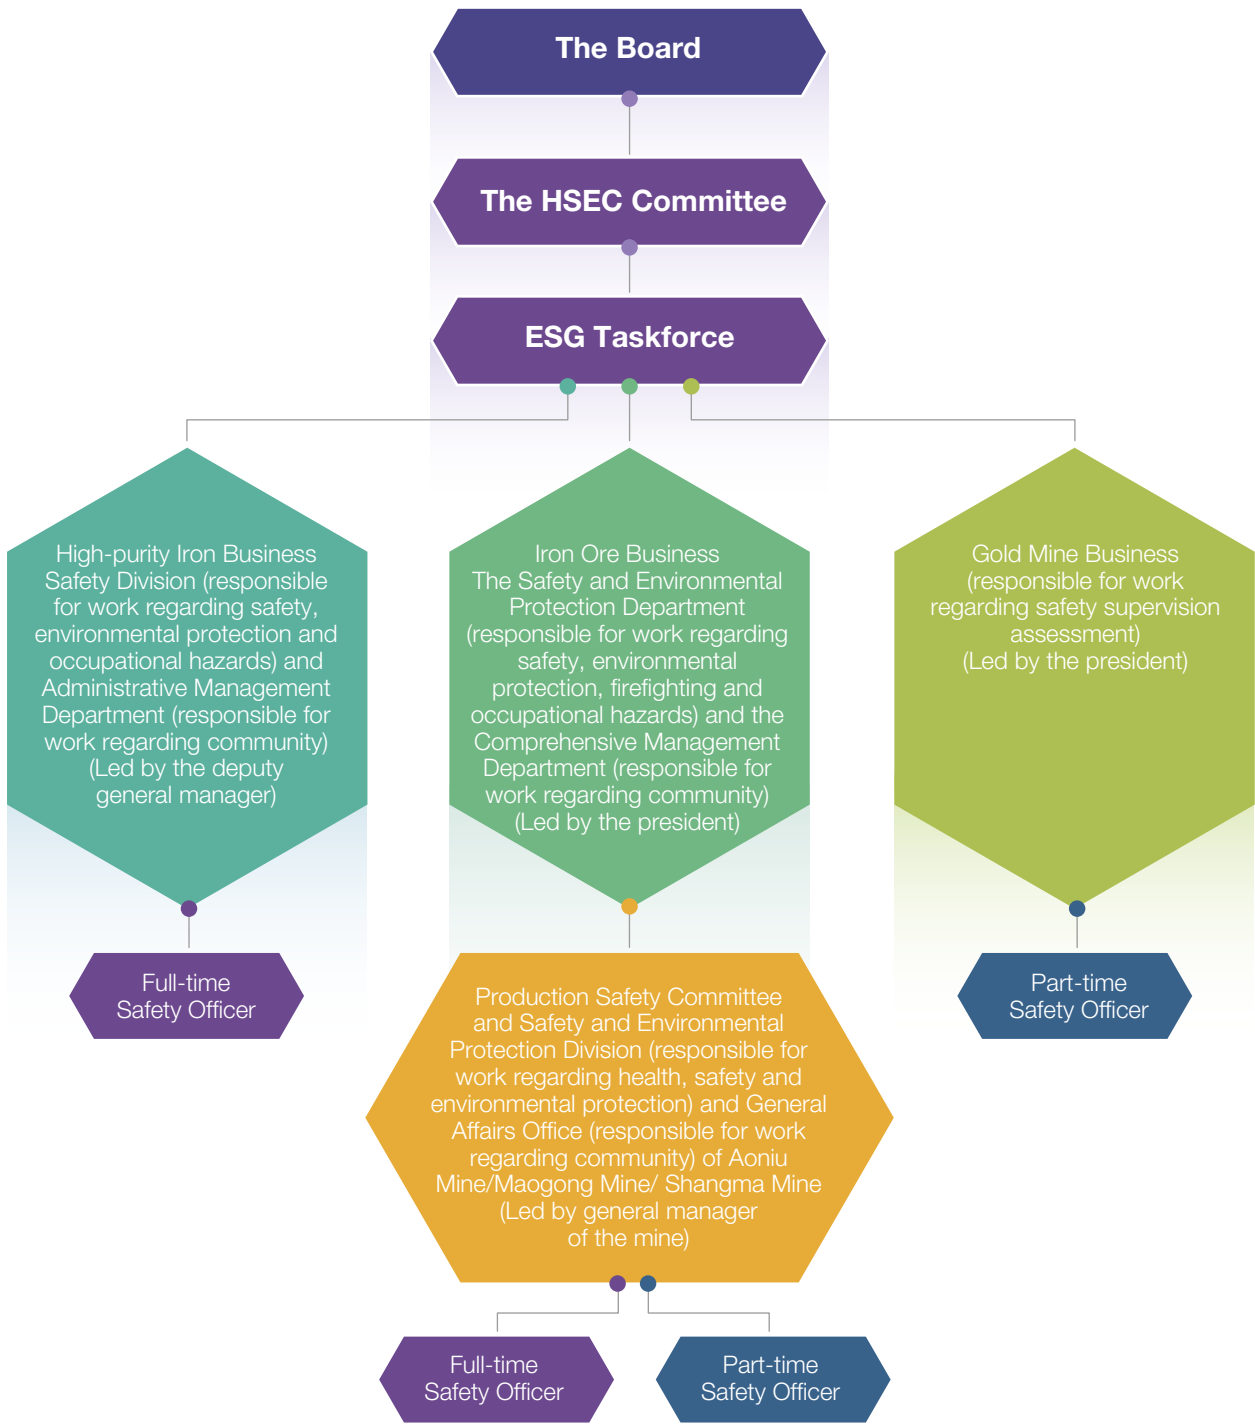 The Board
The HSEC Committee
ESG Taskforce
High-purity Iron Business
Safety Division (responsible
for work regarding safety,
environmental protection and
occupational hazards) and
Administrative Management
Department (responsible for
work regarding community)
(Led by the deputy
general manager)
Iron Ore Business
The Safety and Environmental
Protection Department
(responsible for work regarding
safety, environmental
protection, firefighting and
occupational hazards) and the
Comprehensive Management
Department (responsible for
work regarding community)
(Led by the president)
Gold Mine Business
(responsible for work
regarding safety supervision
assessment)
(Led by the president)
Full-time
Safety Officer
Production Safety Committee
and Safety and Environmental
Protection Division (responsible for
work regarding health, safety and
environmental protection) and General
Affairs Office (responsible for work
regarding community) of Aoniu
Mine/Maogong Mine/ Shangma Mine
(Led by general manager
of the mine)
Part-time
Safety Officer
Full-time
Safety Officer
Part-time
Safety Officer